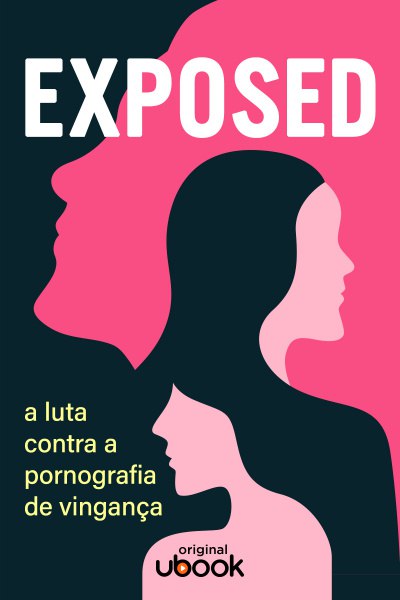 EXPOSED
a luta
contra a
pornografia
de vingança
original
ubook